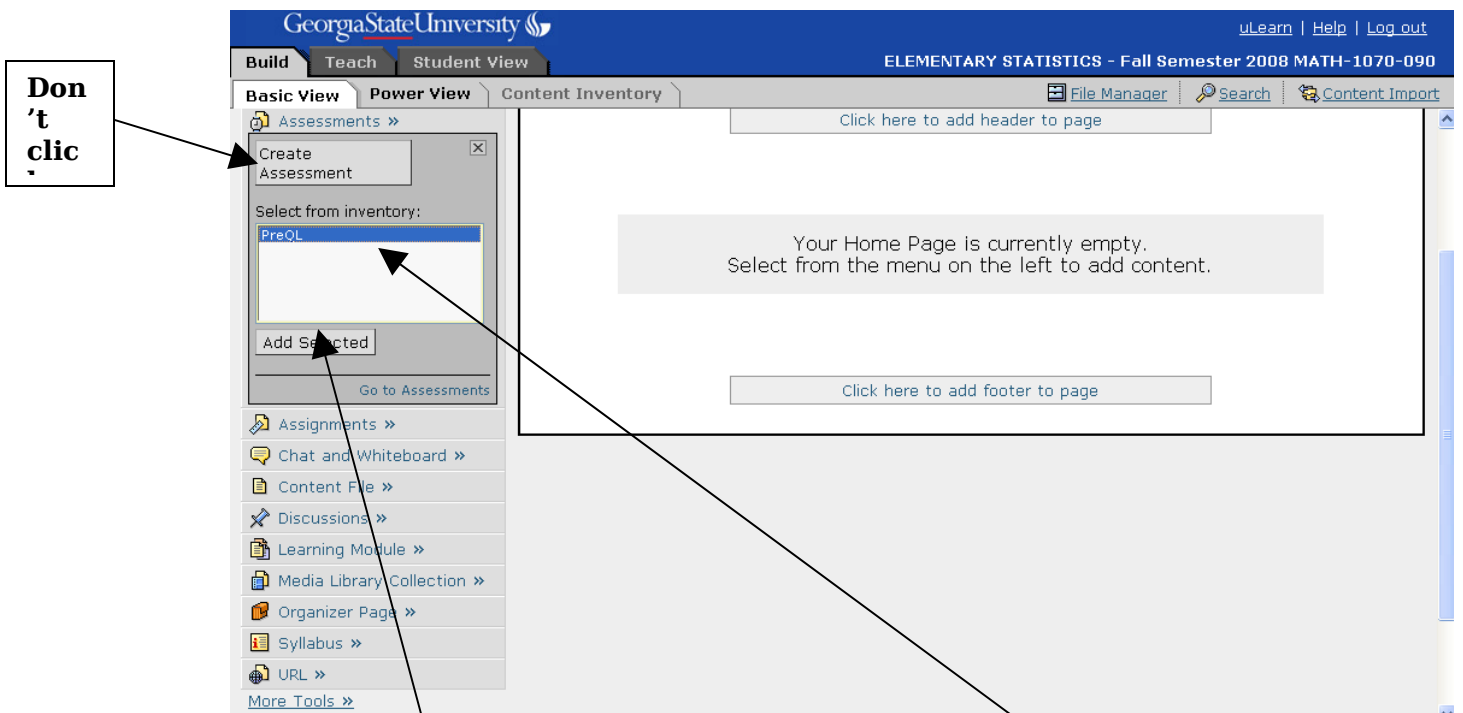 GeorgiaStateUniversity
uLearn | Help | Log out
Build Teach Student View
ELEMENTARY STATISTICS - Fall Semester 2008 MATH-1070-090
Basic View Power View Content Inventory
File Manager Search Content Import
Don
't
clic
Assessments »
Create
Assessment
Select from inventory:
PreQL
Add Selected
Go to Assessments
Assignments »
Chat and Whiteboard »
Content File »
Discussions »
Learning Module »
Media Library Collection »
Organizer Page »
Syllabus »
URL »
More Tools »
Click here to add header to page
Your Home Page is currently empty.
Select from the menu on the left to add content.
Click here to add footer to page